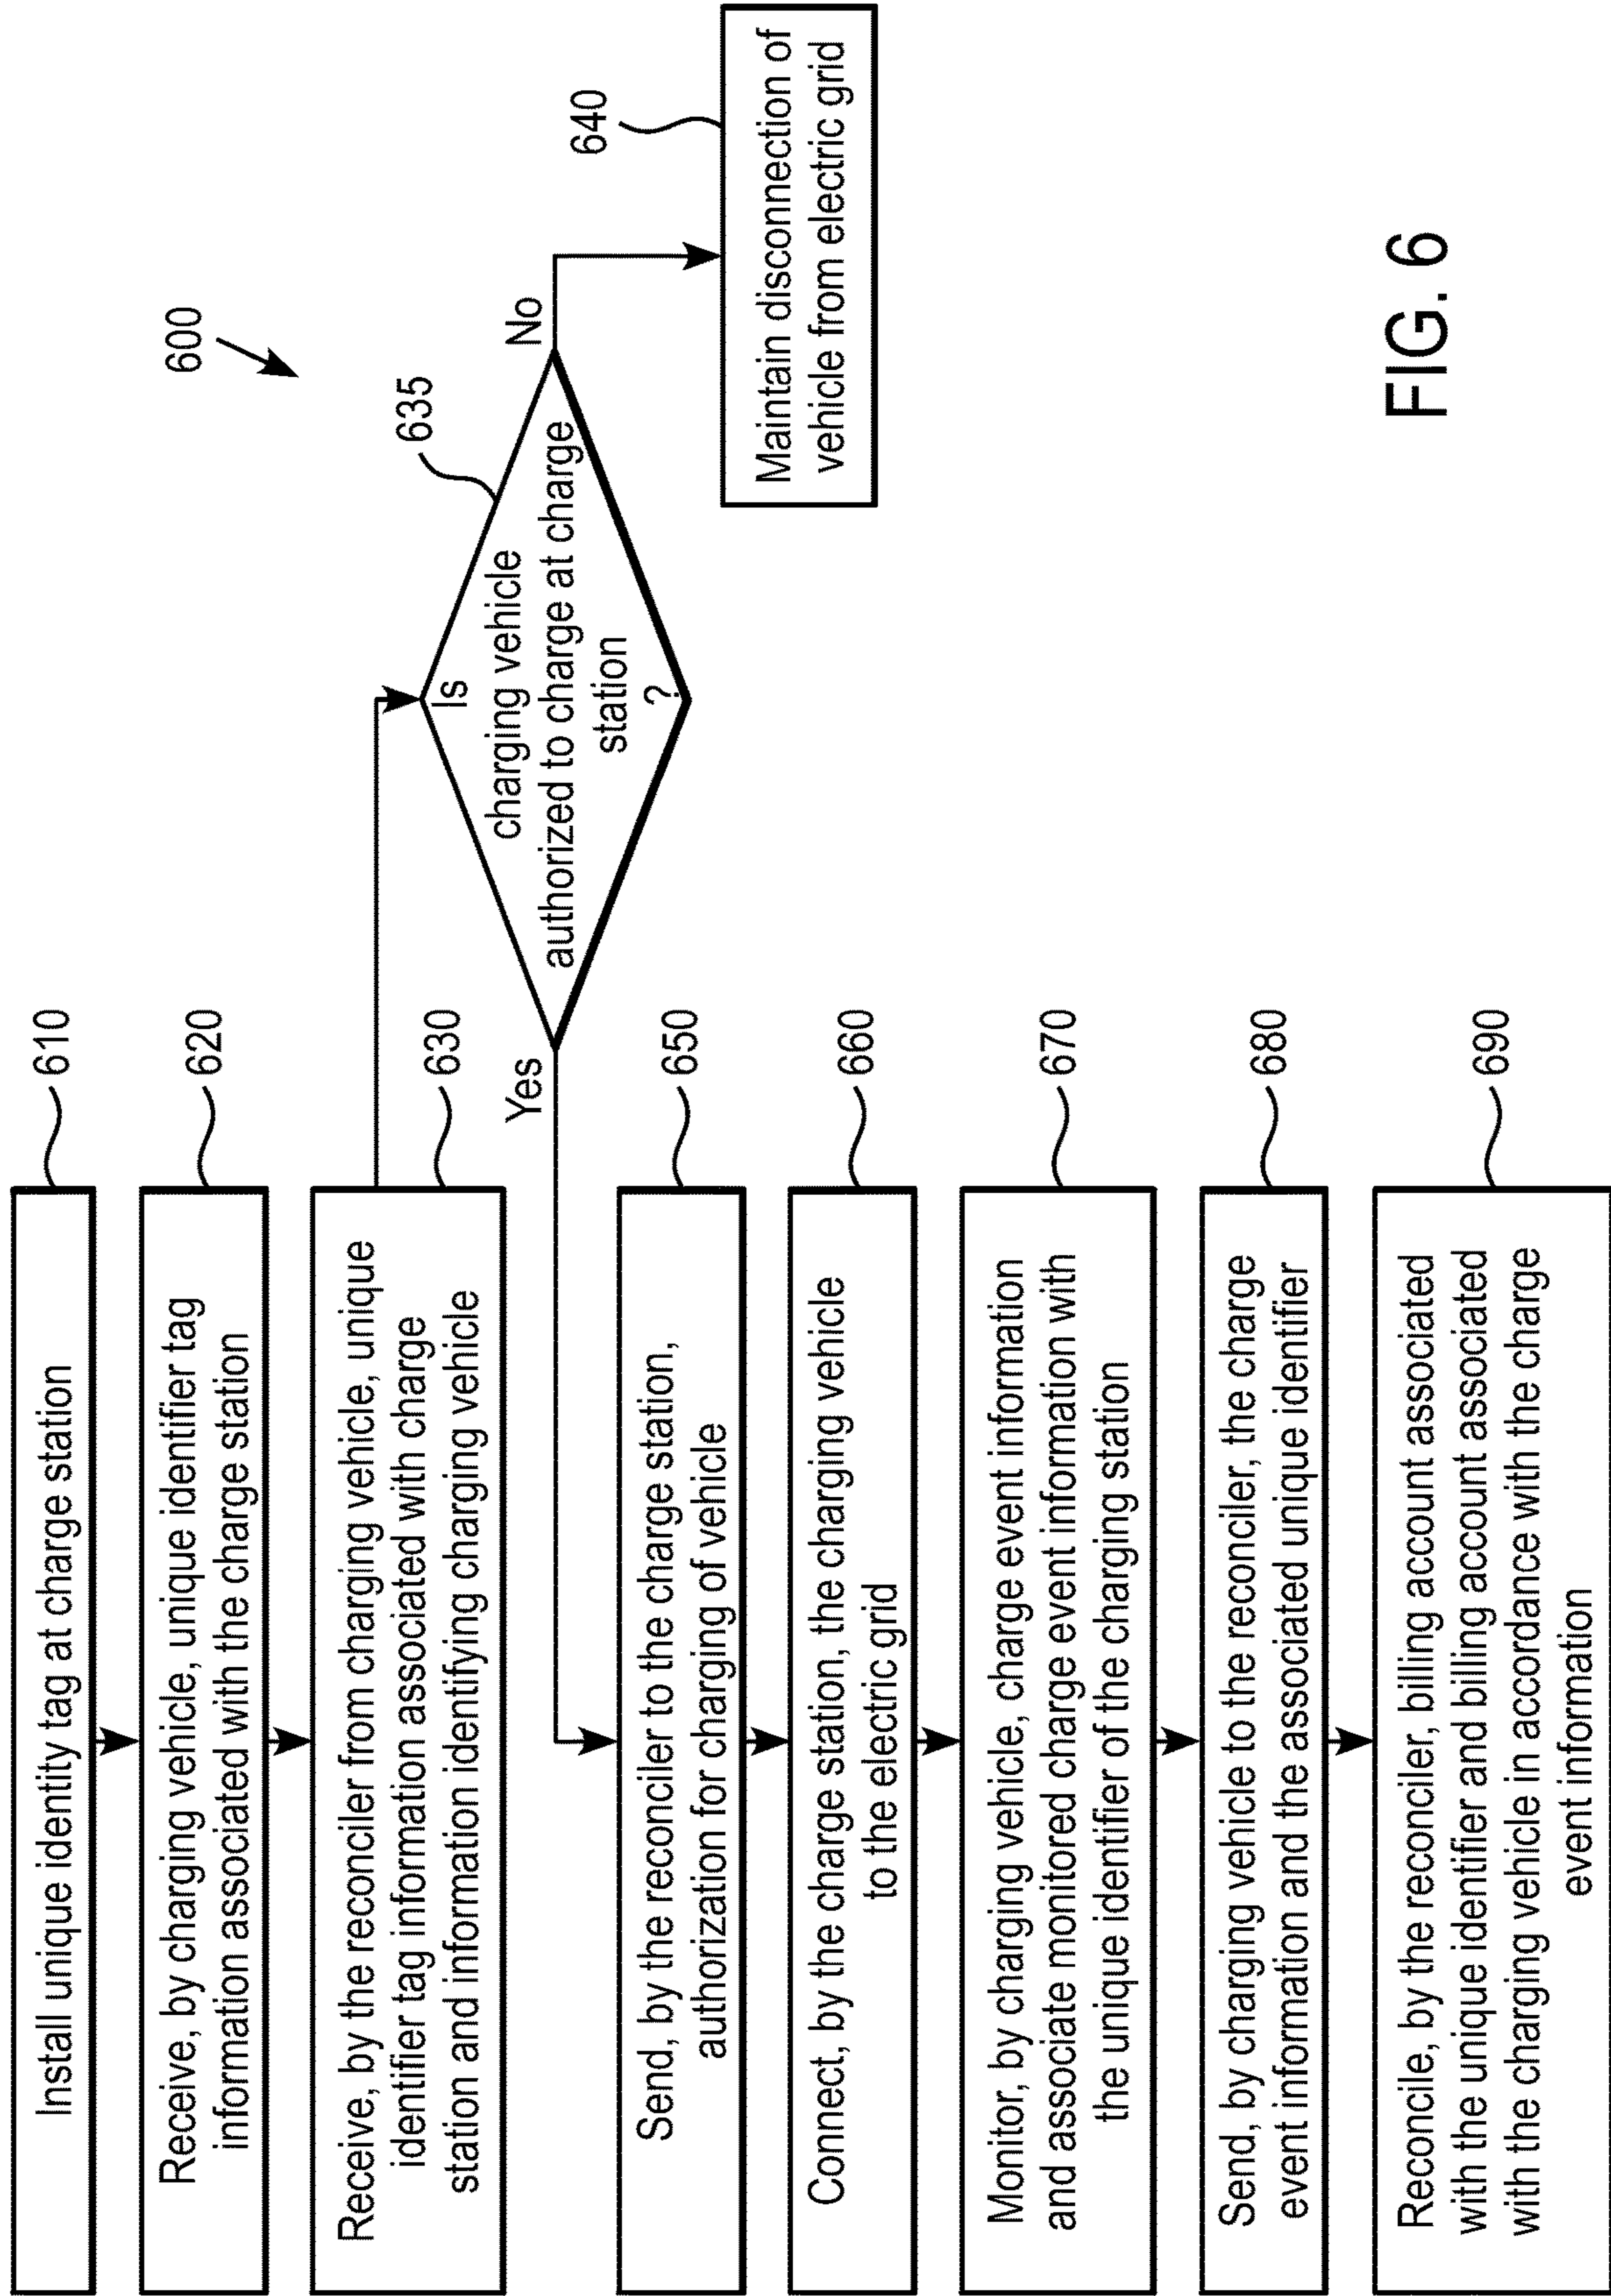 600
Install unique identity tag at charge station
610
Receive, by charging vehicle, unique identifier tag
information associated with the charge station
620
Receive, by the reconciler from charging vehicle, unique
identifier tag information associated with charge
station and information identifying charging vehicle
630
Is
charging vehicle
authorized to charge at charge
station
?
635
No
Yes
Maintain disconnection of
vehicle from electric grid
640
Send, by the reconciler to the charge station,
authorization for charging of vehicle
650
Connect, by the charge station, the charging vehicle
to the electric grid
660
Monitor, by charging vehicle, charge event information
and associate monitored charge event information with
the unique identifier of the charging station
670
Send, by charging vehicle to the reconciler, the charge
event information and the associated unique identifier
680
Reconcile, by the reconciler, billing account associated
with the unique identifier and billing account associated
with the charging vehicle in accordance with the charge
event information
690
FIG. 6